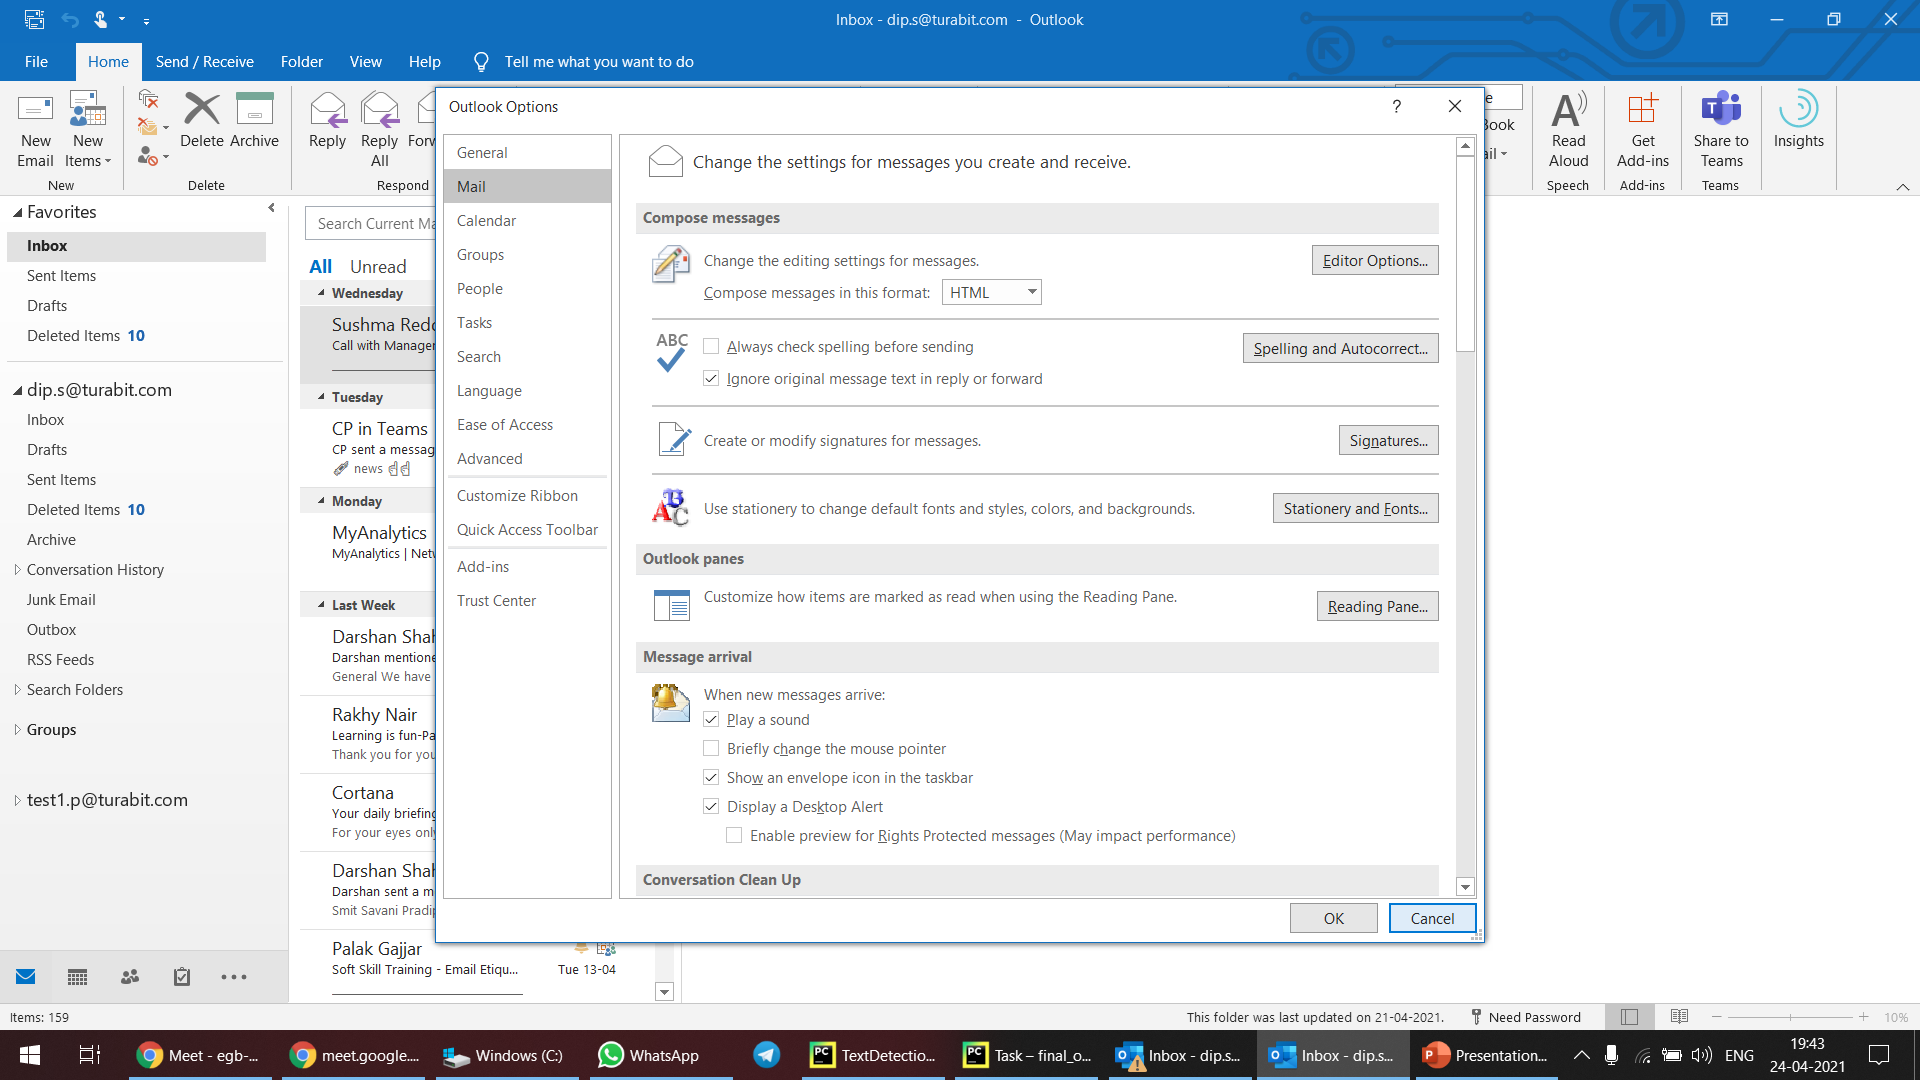 Inbox - dip.s@turabit.com - Outlook
File Home Send / Receive Folder View Help Tell me what you want to do
New Email
New Items
Delete
Archive
Reply
Reply All
Read Aloud
Get Add-ins
Share to Teams
Insights
New Delete Respond Speech Add-ins Teams
Favorites
Inbox
Sent Items
Drafts
Deleted Items 10
dip.s@turabit.com
Inbox
Drafts
Sent Items
Deleted Items 10
Archive
Conversation History
Junk Email
Outbox
RSS Feeds
Search Folders
Groups
test1.p@turabit.com
Search Current
All Unread
Wednesday
Sushma
Call with
Tuesday
CP in Teams
CP sent a
news
Monday
MyAnalytics
MyAnalytics |
Last Week
Darshan
Darshan
General We have
Rakhy Nair
Learning is
Thank you for
Cortana
Your daily
For your eyes
Darshan
Darshan sent a
Smit Savani
Palak Gajjar
Soft Skill Training - Email Etiqu... Tue 13-04
Outlook Options ?
General
Mail
Calendar
Groups
People
Tasks
Search
Language
Ease of Access
Advanced
Customize Ribbon
Quick Access Toolbar
Add-ins
Trust Center
Change the settings for messages you create and receive.
Compose messages
Change the editing settings for messages. Editor Options...
Compose messages in this format: HTML
ABC
Always check spelling before sending Spelling and Autocorrect...
Ignore original message text in reply or forward
Create or modify signatures for messages. Signatures...
Use stationery to change default fonts and styles, colors, and backgrounds. Stationery and Fonts...
Outlook panes
Customize how items are marked as read when using the Reading Pane. Reading Pane...
Message arrival
When new messages arrive:
Play a sound
Briefly change the mouse pointer
Show an envelope icon in the taskbar
Display a Desktop Alert
Enable preview for Rights Protected messages (May impact performance)
Conversation Clean Up
OK Cancel
Items: 159 This folder was last updated on 21-04-2021. Need Password 10%
Meet - egb-... meet.google.... Windows (C:) WhatsApp TextDetectio... Task – final_o... Inbox - dip.s... Inbox - dip.s... Presentation... ENG 19:43
24-04-2021